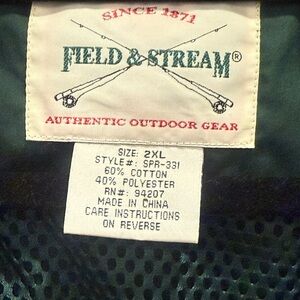 SINCE 1871
FIELD & STREAM®
AUTHENTIC OUTDOOR GEAR
SIZE: 2XL
STYLE#: SPR-331
60% COTTON
40% POLYESTER
RN#: 94207
MADE IN CHINA
CARE INSTRUCTIONS
ON REVERSE